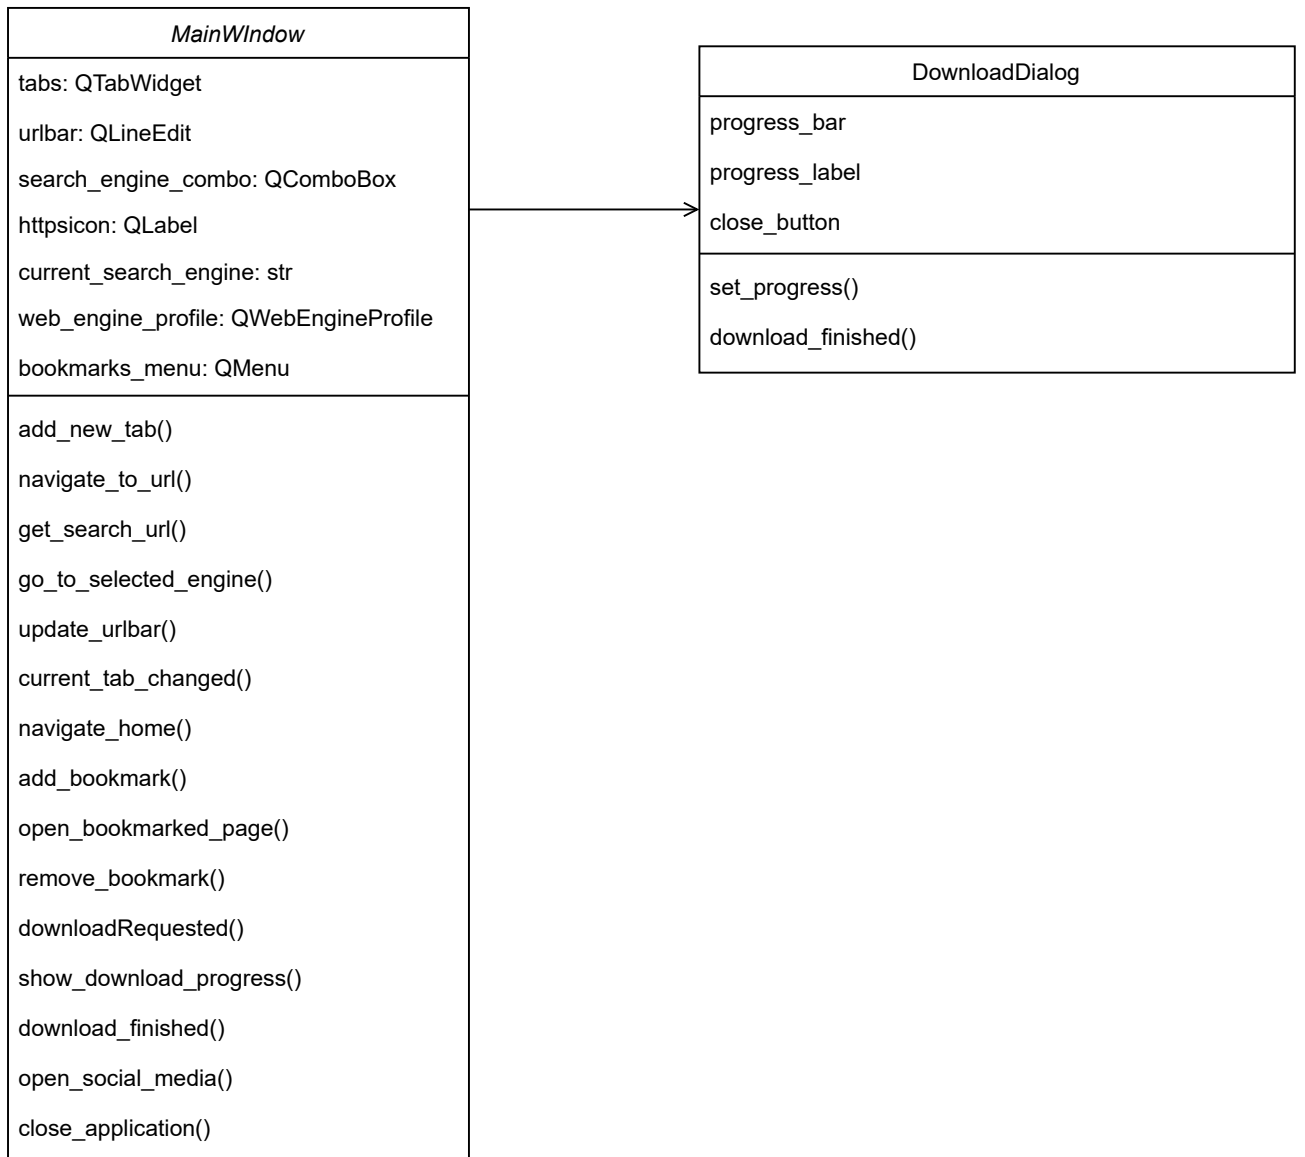 MainWIndow
tabs: QTabWidget
urlbar: QLineEdit
search_engine_combo: QComboBox
httpsicon: QLabel
current_search_engine: str
web_engine_profile: QWebEngineProfile
bookmarks_menu: QMenu
add_new_tab()
navigate_to_url()
get_search_url()
go_to_selected_engine()
update_urlbar()
current_tab_changed()
navigate_home()
add_bookmark()
open_bookmarked_page()
remove_bookmark()
downloadRequested()
show_download_progress()
download_finished()
open_social_media()
close_application()
DownloadDialog
progress_bar
progress_label
close_button
set_progress()
download_finished()